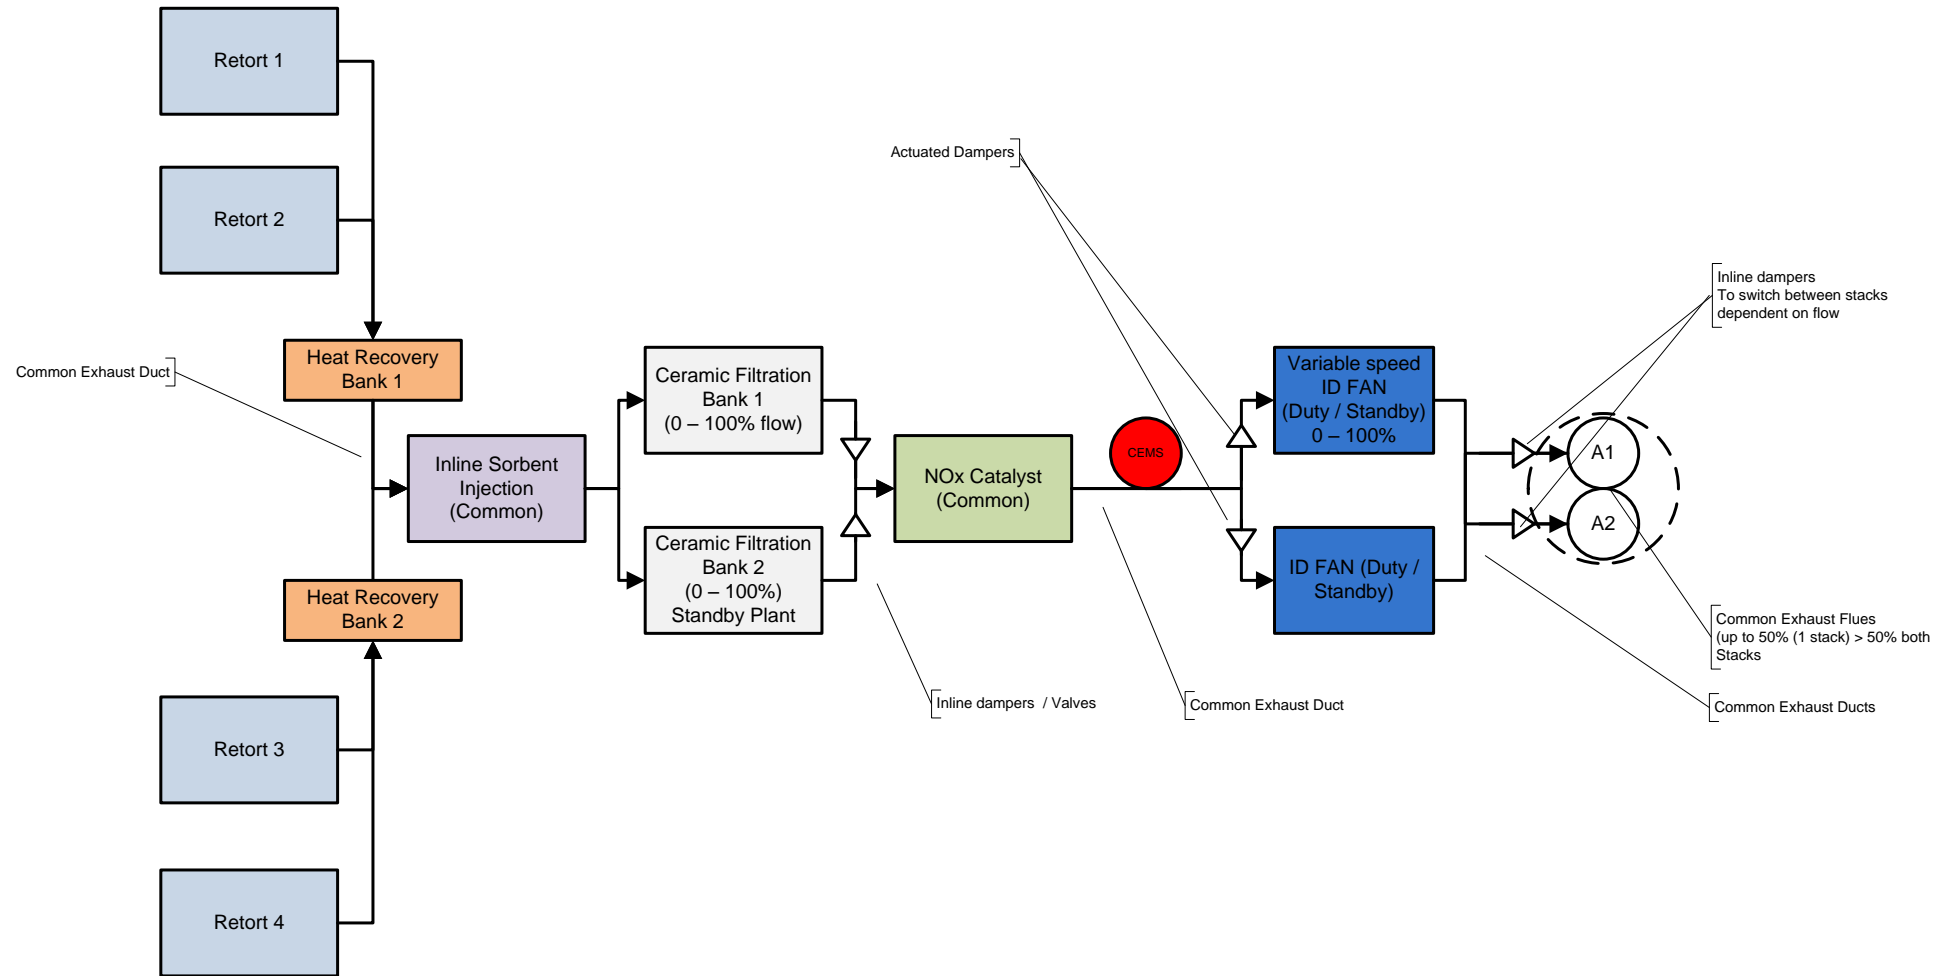 Retort 1
Retort 2
Actuated Dampers
Inline dampers
To switch between stacks
dependent on flow
Common Exhaust Duct
Heat Recovery
Bank 1
Ceramic Filtration
Bank 1
(0 – 100% flow)
Variable speed
ID FAN
(Duty / Standby)
0 – 100%
Inline Sorbent
Injection
(Common)
NOx Catalyst
(Common)
CEMS
A1
A2
Ceramic Filtration
Bank 2
(0 – 100%)
Standby Plant
ID FAN (Duty /
Standby)
Heat Recovery
Bank 2
Common Exhaust Flues
(up to 50% (1 stack) > 50% both
Stacks
Inline dampers / Valves
Common Exhaust Duct
Common Exhaust Ducts
Retort 3
Retort 4